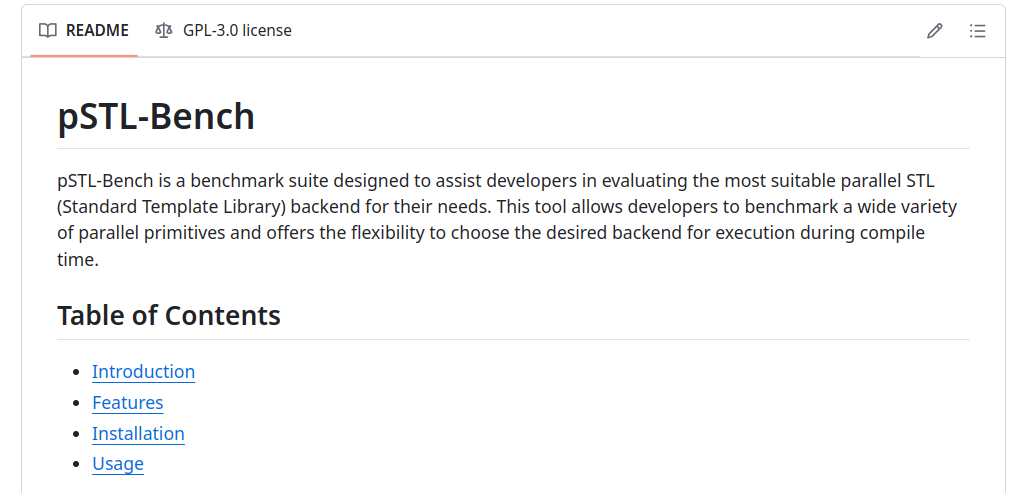 README GPL-3.0 license
pSTL-Bench
pSTL-Bench is a benchmark suite designed to assist developers in evaluating the most suitable parallel STL
(Standard Template Library) backend for their needs. This tool allows developers to benchmark a wide variety
of parallel primitives and offers the flexibility to choose the desired backend for execution during compile
time.
Table of Contents
Introduction
Features
Installation
Usage